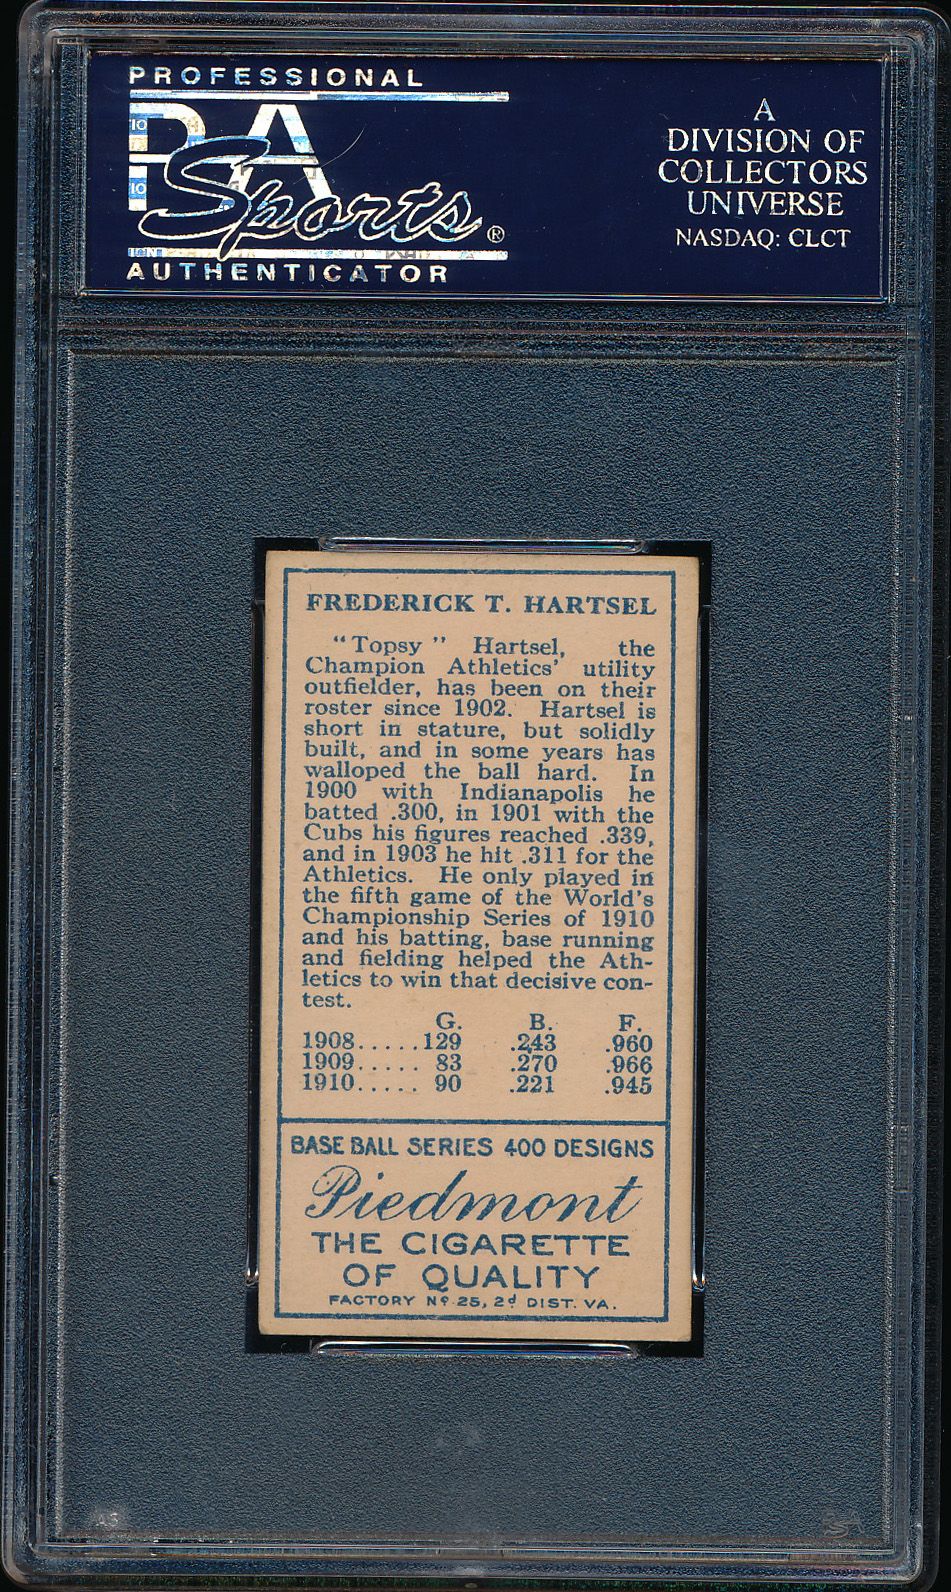 PROFESSIONAL
PSA
Sports®
AUTHENTICATOR
A
DIVISION OF
COLLECTORS
UNIVERSE
NASDAQ: CLCT
FREDERICK T. HARTSEL
"Topsy" Hartsel, the
Champion Athletics' utility
outfielder, has been on their
roster since 1902. Hartsel is
short in stature, but solidly
built, and in some years has
walloped the ball hard. In
1900 with Indianapolis he
batted .300, in 1901 with the
Cubs his figures reached .339,
and in 1903 he hit .311 for the
Athletics. He only played in
the fifth game of the World's
Championship Series of 1910
and his batting, base running
and fielding helped the Ath-
letics to win that decisive con-
test.
G. B. F.
1908.....129 .243 .960
1909..... 83 .270 .966
1910..... 90 .221 .945
BASE BALL SERIES 400 DESIGNS
Piedmont
THE CIGARETTE
OF QUALITY
FACTORY Nº 25, 2d DIST. VA.
PSA